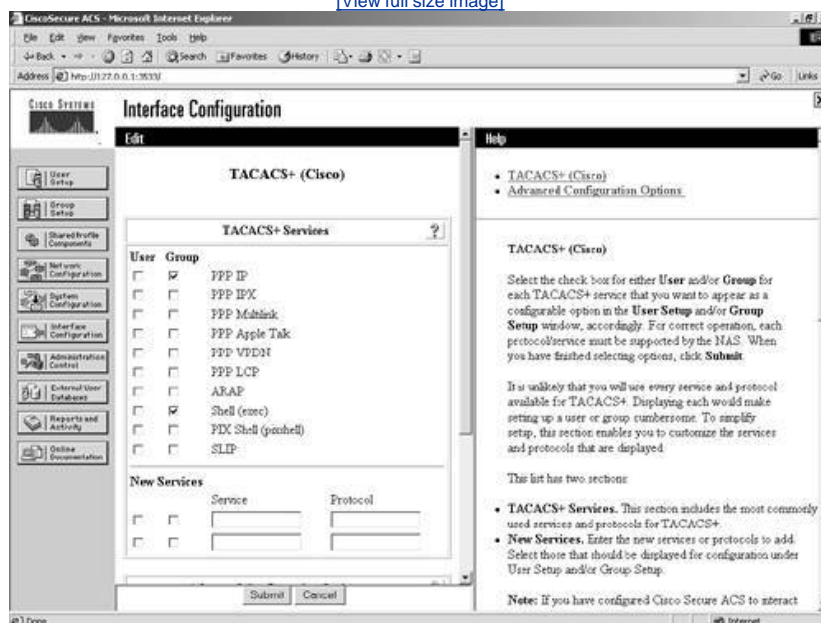 [View full size image]
CiscoSecure ACS - Microsoft Internet Explorer
File Edit View Favorites Tools Help
Back Search Favorites History
Address http://127.0.0.1:3533/ Go Links
CISCO SYSTEMS
Interface Configuration
Edit
User Setup
Group Setup
Shared Profile Components
Network Configuration
System Configuration
Interface Configuration
Administration Control
External User Databases
Reports and Activity
Online Documentation
TACACS+ (Cisco)
TACACS+ Services ?
User Group
PPP IP
PPP IPX
PPP Multilink
PPP Apple Talk
PPP VPDN
PPP LCP
ARAP
Shell (exec)
PIX Shell (pixshell)
SLIP
New Services
Service Protocol
Submit Cancel
Help
TACACS+ (Cisco)
Advanced Configuration Options
TACACS+ (Cisco)
Select the check box for either User and/or Group for
each TACACS+ service that you want to appear as a
configurable option in the User Setup and/or Group
Setup window, accordingly. For correct operation, each
protocol/service must be supported by the NAS. When
you have finished selecting options, click Submit.
It is unlikely that you will use every service and protocol
available for TACACS+. Displaying each would make
setting up a user or group cumbersome. To simplify
setup, this section enables you to customize the services
and protocols that are displayed.
This list has two sections:
TACACS+ Services. This section includes the most commonly
used services and protocols for TACACS+.
New Services. Enter the new services or protocols to add.
Select those that should be displayed for configuration under
User Setup and/or Group Setup.
Note: If you have configured Cisco Secure ACS to interact
Done Internet